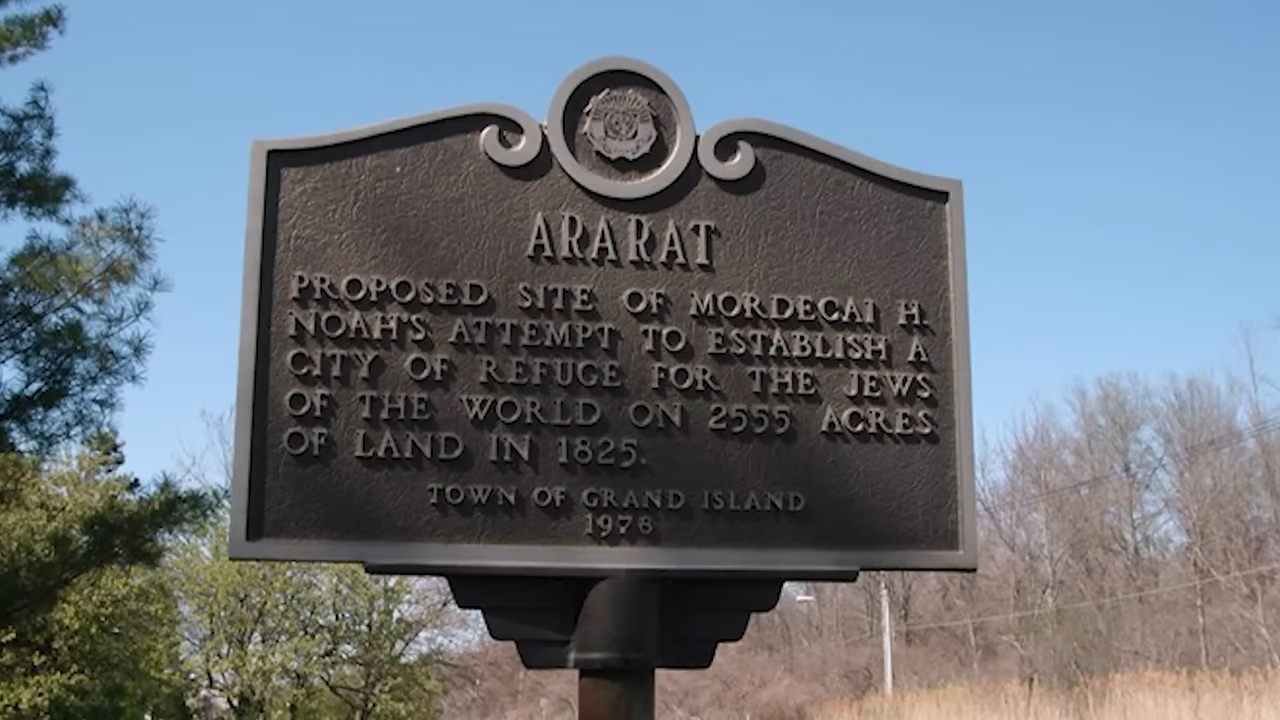 ARARAT
PROPOSED SITE OF MORDECAI H.
NOAH'S ATTEMPT TO ESTABLISH A
CITY OF REFUGE FOR THE JEWS
OF THE WORLD ON 2555 ACRES
OF LAND IN 1825.
TOWN OF GRAND ISLAND
1978